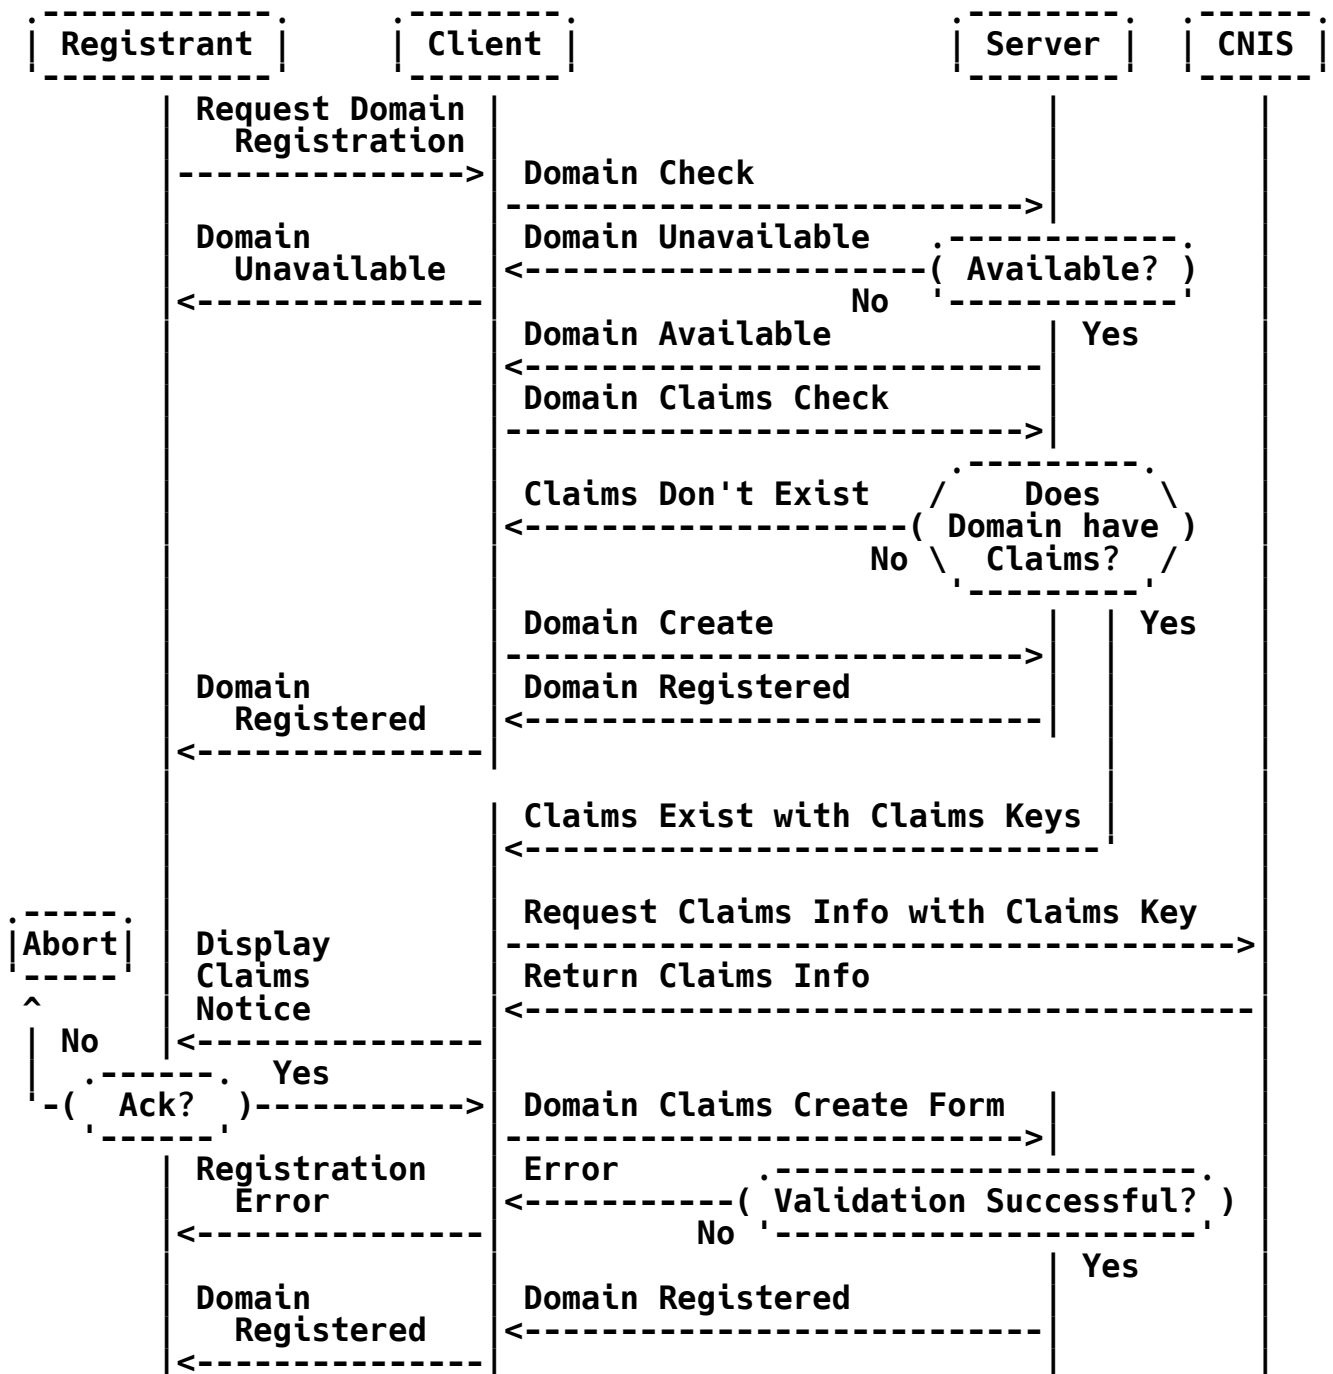 Registrant Client Server CNIS
Request Domain
Registration
Domain Check
Domain Domain Unavailable
Unavailable Available?
No
Domain Available Yes
Domain Claims Check
Claims Don't Exist Does
Domain have
No Claims?
Domain Create Yes
Domain Domain Registered
Registered
Claims Exist with Claims Keys
Request Claims Info with Claims Key
Abort Display
Claims Return Claims Info
Notice
No
Yes
Ack? Domain Claims Create Form
Registration Error
Error Validation Successful?
No
Yes
Domain Domain Registered
Registered